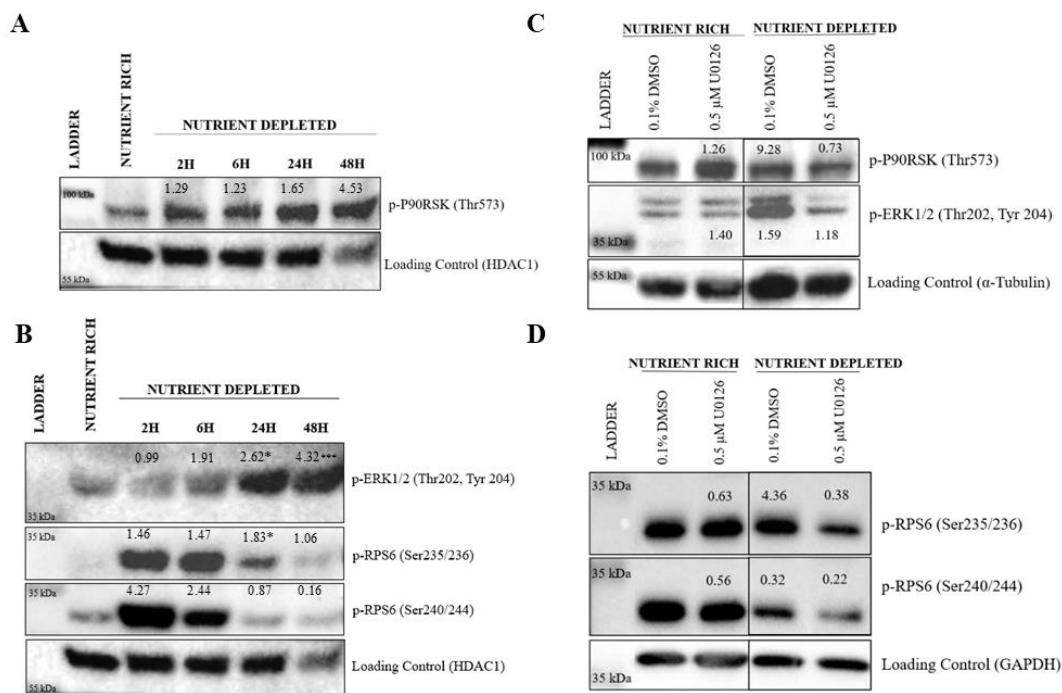 A
LADDER
NUTRIENT RICH
NUTRIENT DEPLETED
2H 6H 24H 48H
100 kDa
1.29 1.23 1.65 4.53
p-P90RSK (Thr573)
Loading Control (HDAC1)
55 kDa
B
LADDER
NUTRIENT RICH
NUTRIENT DEPLETED
2H 6H 24H 48H
0.99 1.91 2.62* 4.32***
p-ERK1/2 (Thr202, Tyr 204)
35 kDa
35 kDa
1.46 1.47 1.83* 1.06
p-RPS6 (Ser235/236)
35 kDa
4.27 2.44 0.87 0.16
p-RPS6 (Ser240/244)
Loading Control (HDAC1)
55 kDa
C
NUTRIENT RICH NUTRIENT DEPLETED
LADDER
0.1% DMSO
0.5 µM U0126
0.1% DMSO
0.5 µM U0126
100 kDa
1.26 9.28 0.73
p-P90RSK (Thr573)
p-ERK1/2 (Thr202, Tyr 204)
35 kDa
1.40 1.59 1.18
55 kDa
Loading Control (α-Tubulin)
D
NUTRIENT RICH NUTRIENT DEPLETED
LADDER
0.1% DMSO
0.5 µM U0126
0.1% DMSO
0.5 µM U0126
35 kDa
0.63 4.36 0.38
p-RPS6 (Ser235/236)
35 kDa
0.56 0.32 0.22
p-RPS6 (Ser240/244)
Loading Control (GAPDH)